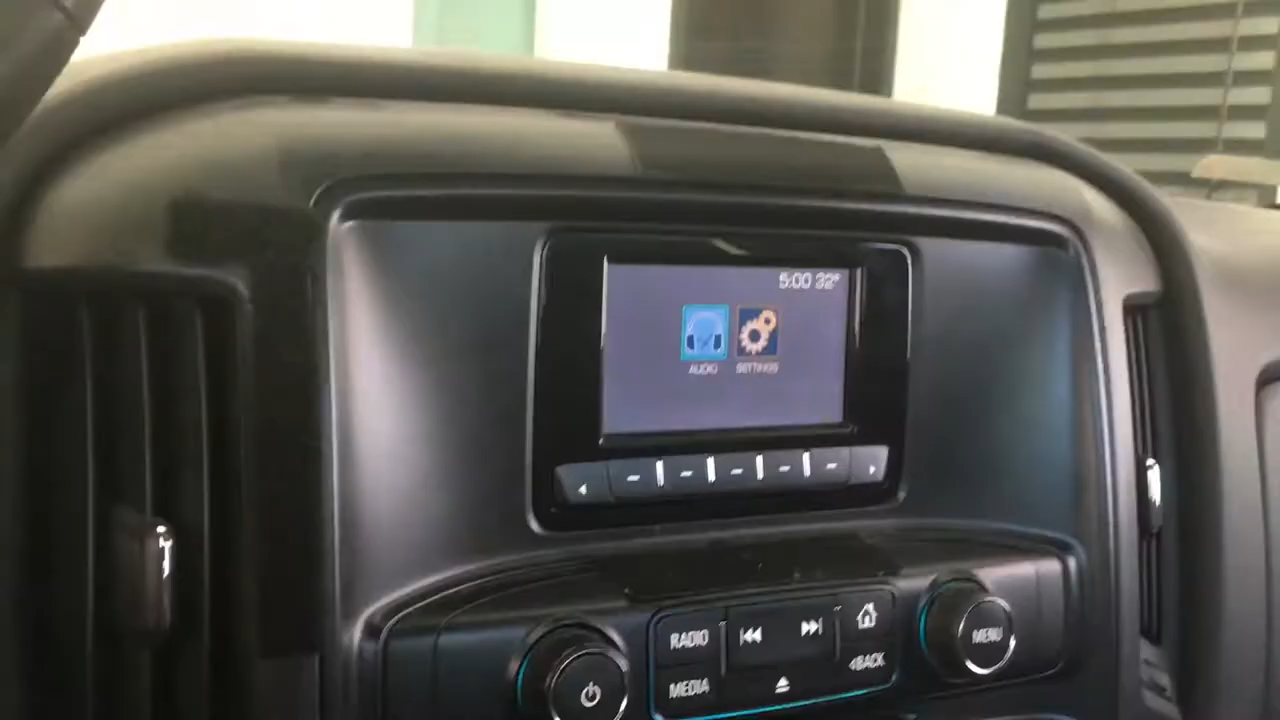 5:00 32°
AUDIO SETTINGS
RADIO
MENU
◁BACK
MEDIA